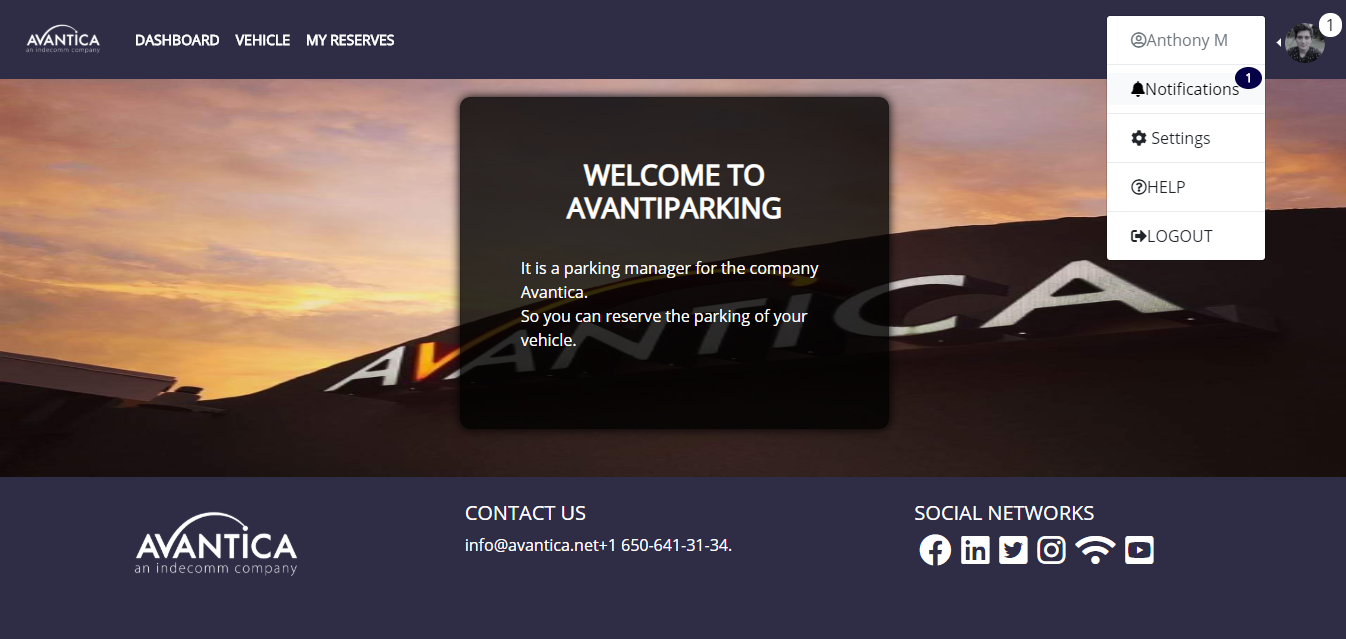 AVANTICA
an indecomm company
DASHBOARD VEHICLE MY RESERVES
Anthony M
1
Notifications 1
Settings
HELP
LOGOUT
WELCOME TO
AVANTIPARKING
It is a parking manager for the company
Avantica.
So you can reserve the parking of your
vehicle.
AVANTICA
AVANTICA
an indecomm company
CONTACT US
info@avantica.net+1 650-641-31-34.
SOCIAL NETWORKS